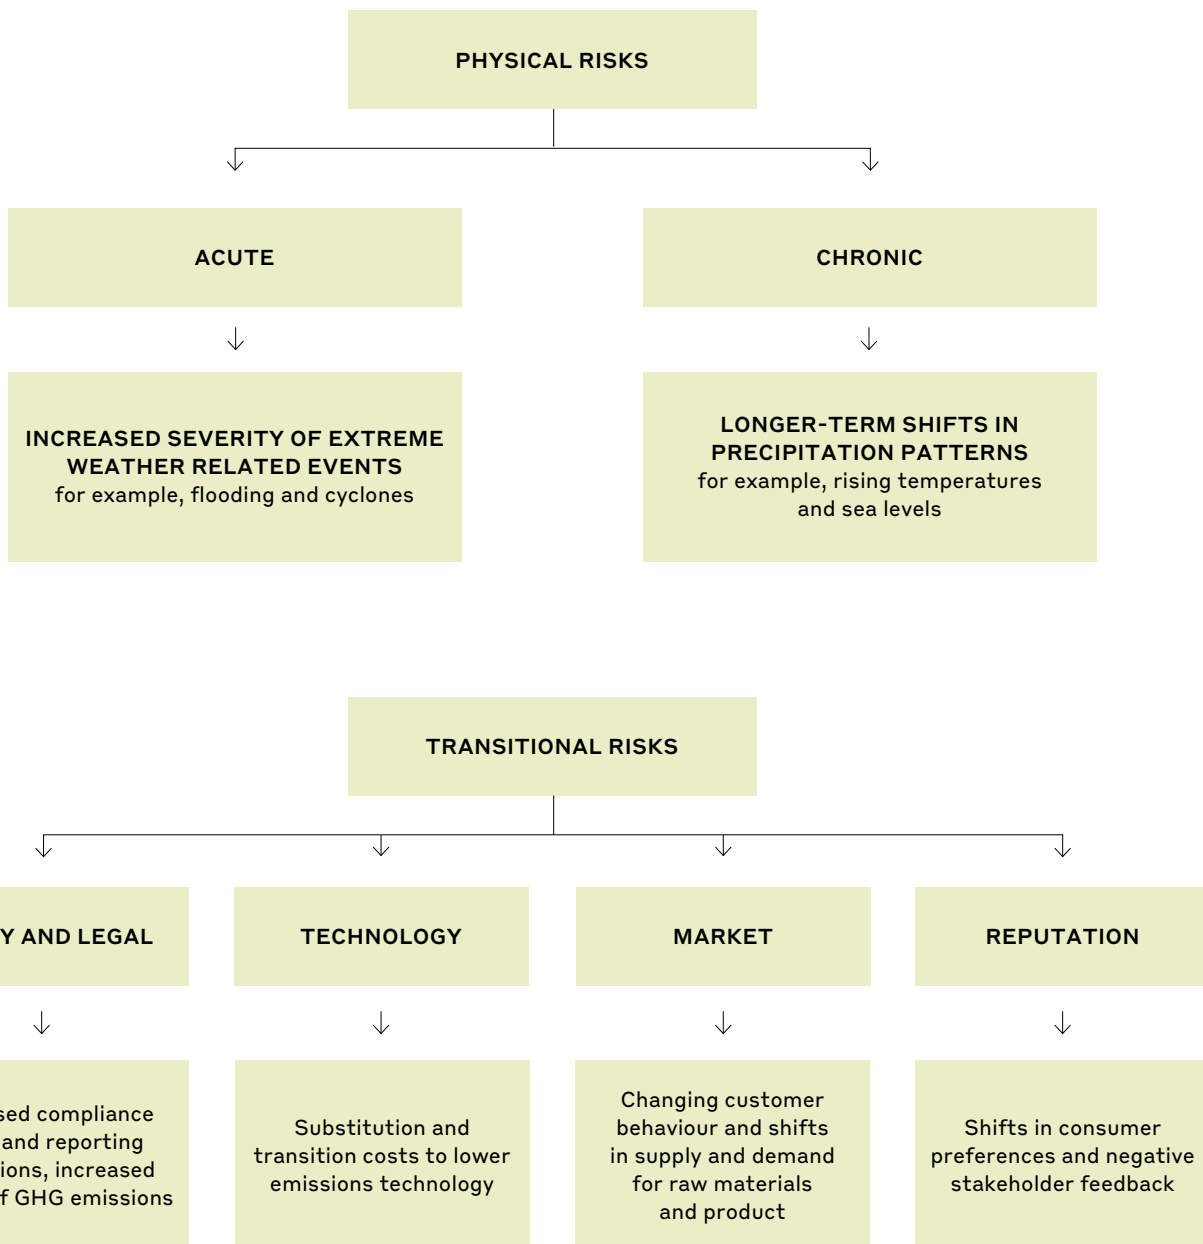 PHYSICAL RISKS
ACUTE
CHRONIC
INCREASED SEVERITY OF EXTREME
WEATHER RELATED EVENTS
for example, flooding and cyclones
LONGER-TERM SHIFTS IN
PRECIPITATION PATTERNS
for example, rising temperatures
and sea levels
TRANSITIONAL RISKS
AND LEGAL
TECHNOLOGY
MARKET
REPUTATION
compliance
and reporting
increased
GHG emissions
Substitution and
transition costs to lower
emissions technology
Changing customer
behaviour and shifts
in supply and demand
for raw materials
and product
Shifts in consumer
preferences and negative
stakeholder feedback